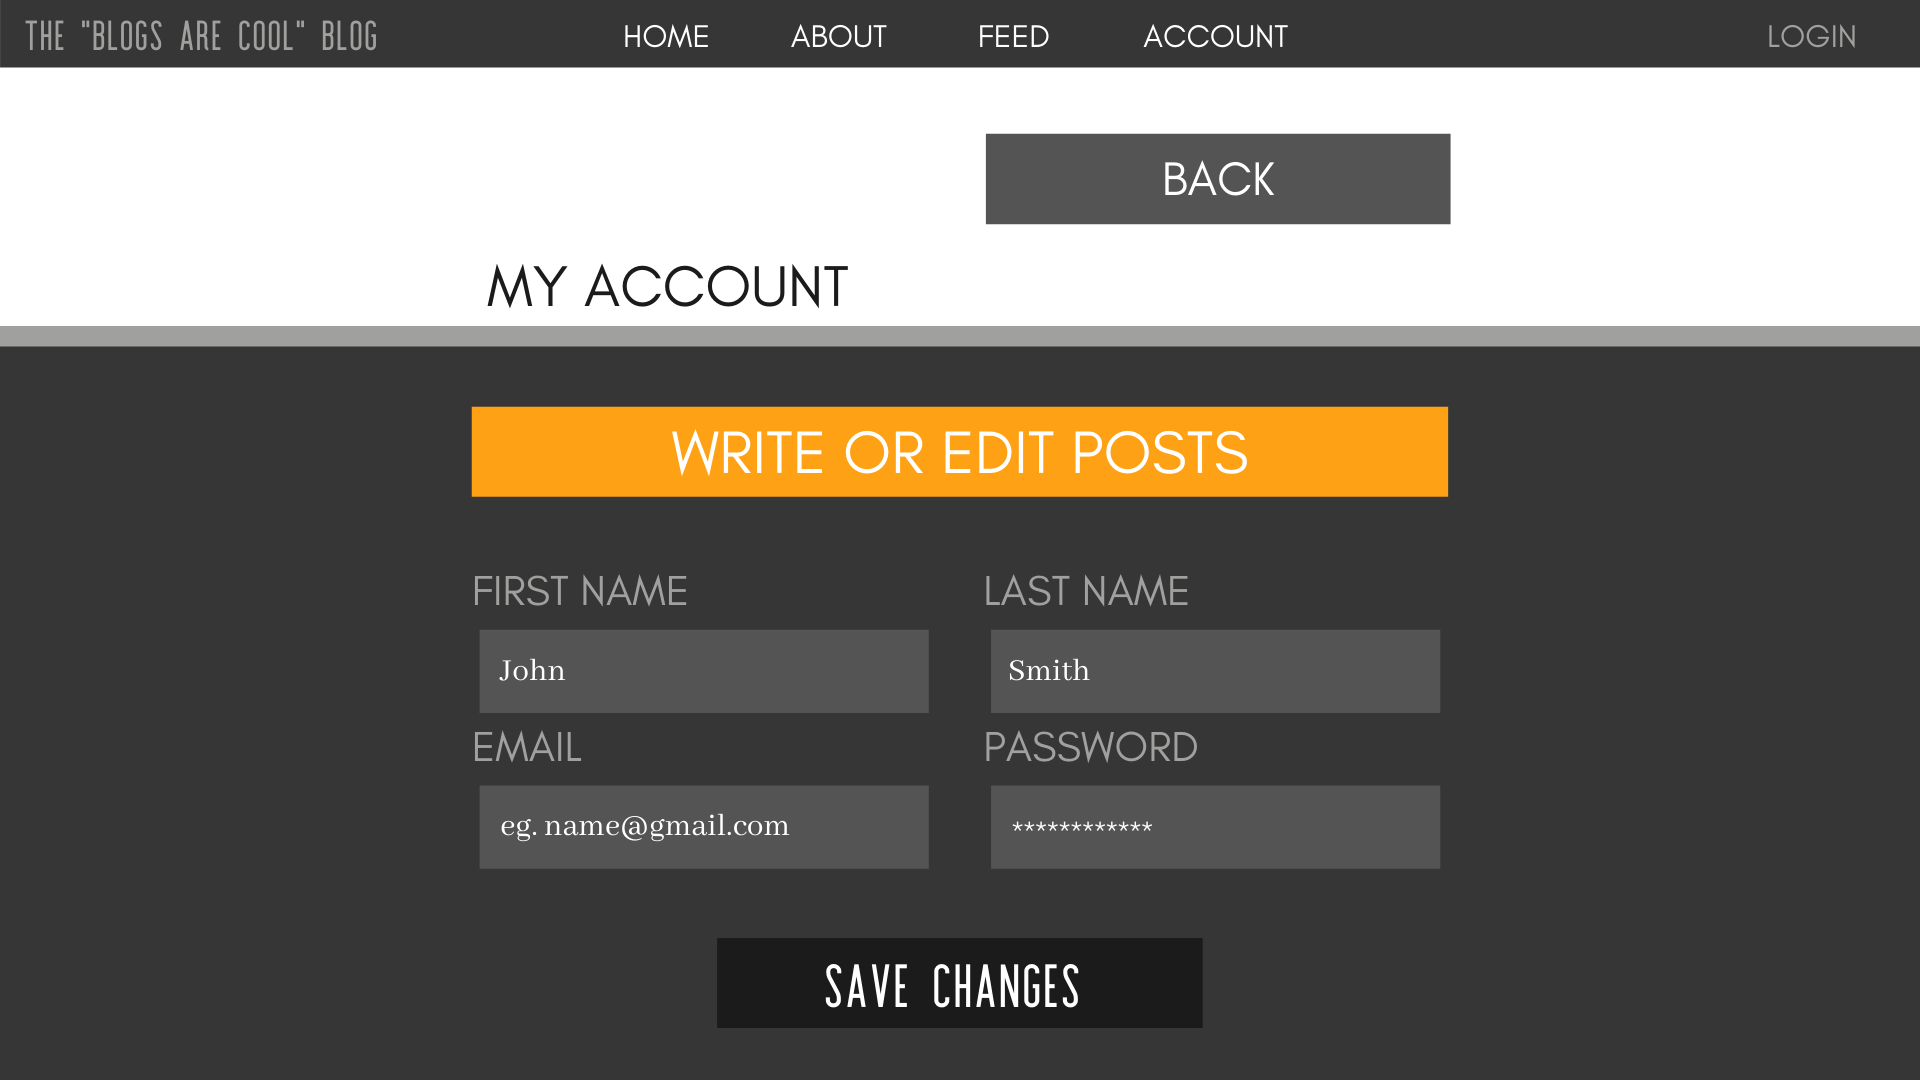 THE "BLOGS ARE COOL" BLOG
HOME ABOUT FEED ACCOUNT
LOGIN
BACK
MY ACCOUNT
WRITE OR EDIT POSTS
FIRST NAME LAST NAME
John Smith
EMAIL PASSWORD
eg. name@gmail.com ************
SAVE CHANGES